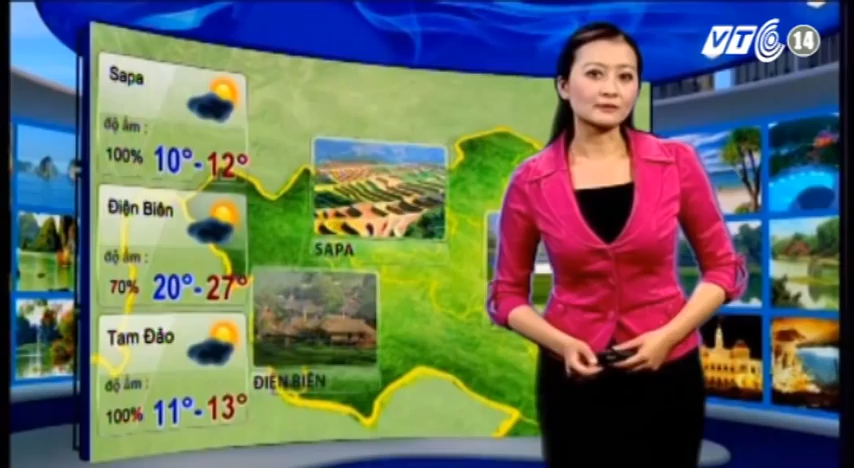 VTC 14
Sapa
độ ẩm :
100% 10°- 12°
Điện Biên
độ ẩm :
70% 20°- 27°
Tam Đảo
độ ẩm :
100% 11°- 13°
SAPA
ĐIỆN BIÊN